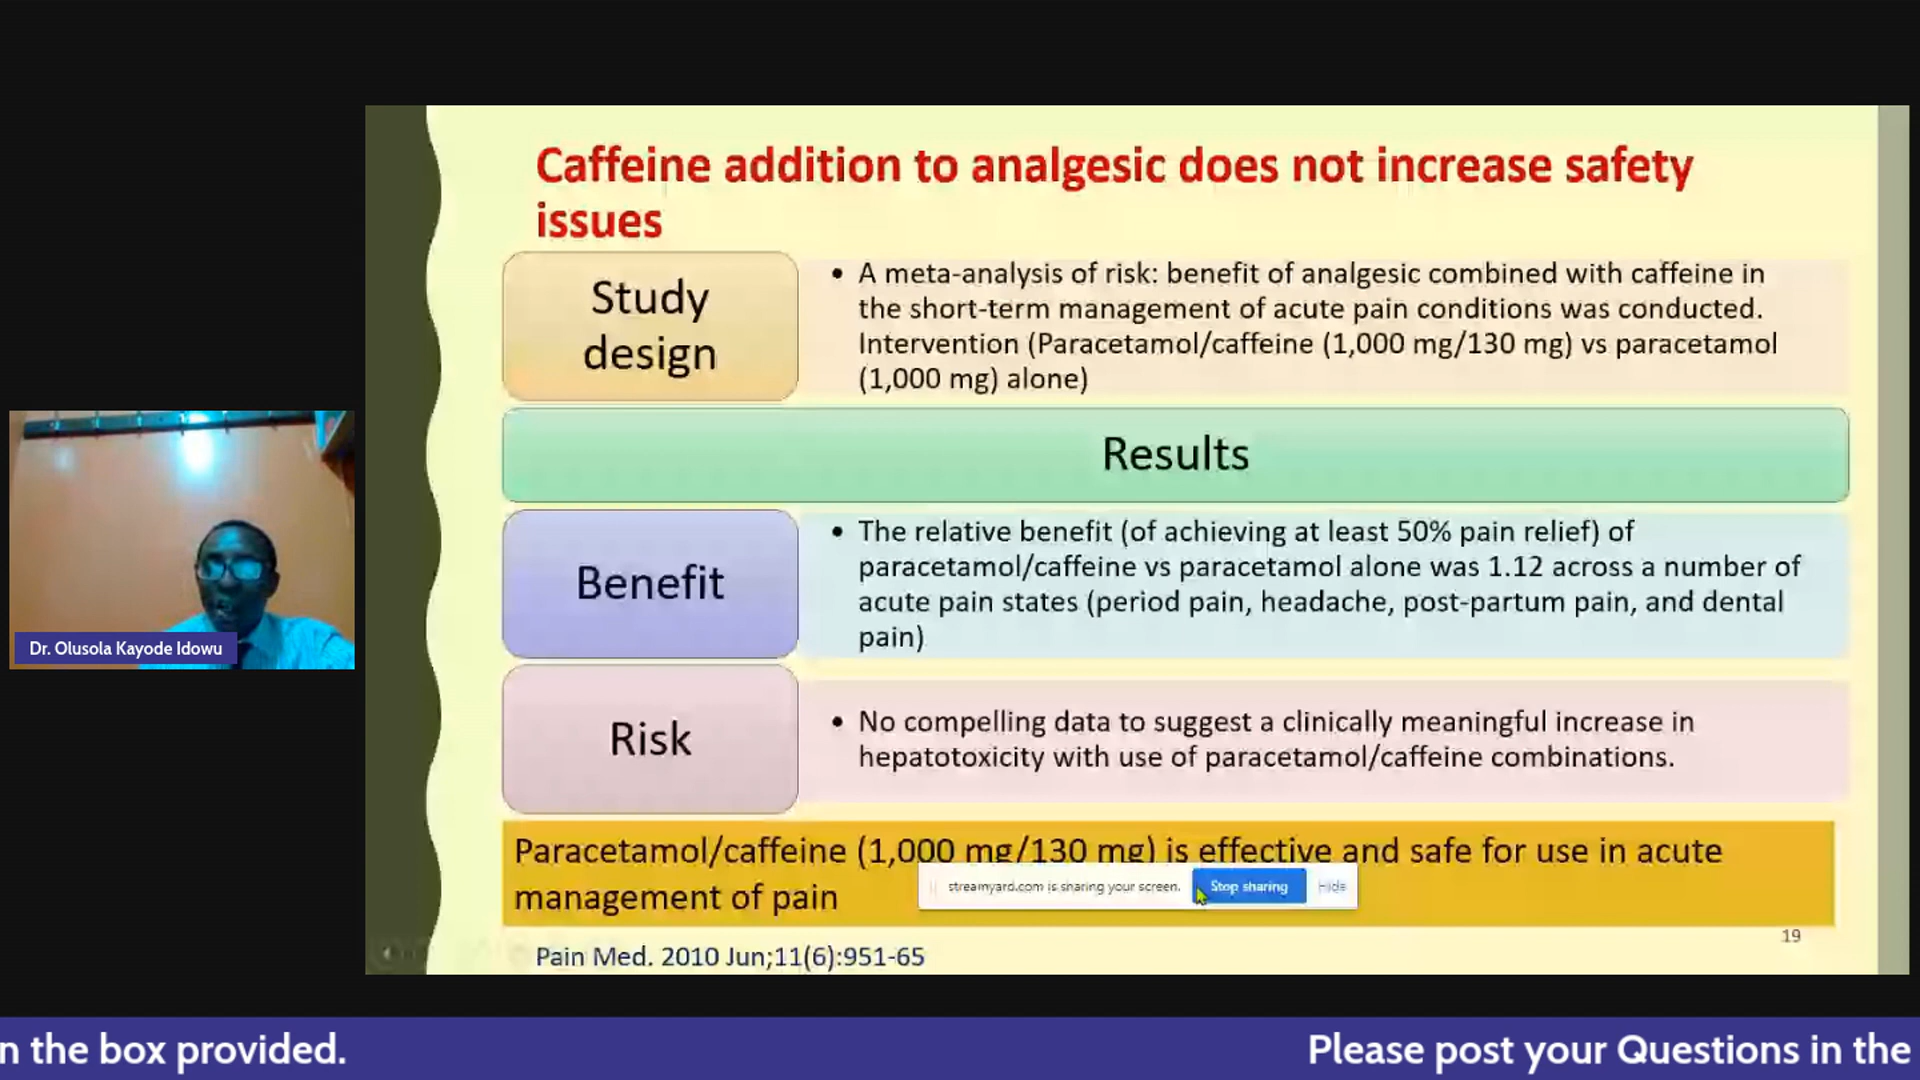 Caffeine addition to analgesic does not increase safety
issues
Study
design
• A meta-analysis of risk: benefit of analgesic combined with caffeine in
the short-term management of acute pain conditions was conducted.
Intervention (Paracetamol/caffeine (1,000 mg/130 mg) vs paracetamol
(1,000 mg) alone)
Results
Benefit
• The relative benefit (of achieving at least 50% pain relief) of
paracetamol/caffeine vs paracetamol alone was 1.12 across a number of
acute pain states (period pain, headache, post-partum pain, and dental
pain)
Risk
• No compelling data to suggest a clinically meaningful increase in
hepatotoxicity with use of paracetamol/caffeine combinations.
Paracetamol/caffeine (1,000 mg/130 mg) is effective and safe for use in acute
management of pain
streamyard.com is sharing your screen. Stop sharing Hide
19
Pain Med. 2010 Jun;11(6):951-65
Dr. Olusola Kayode Idowu
n the box provided. Please post your Questions in the